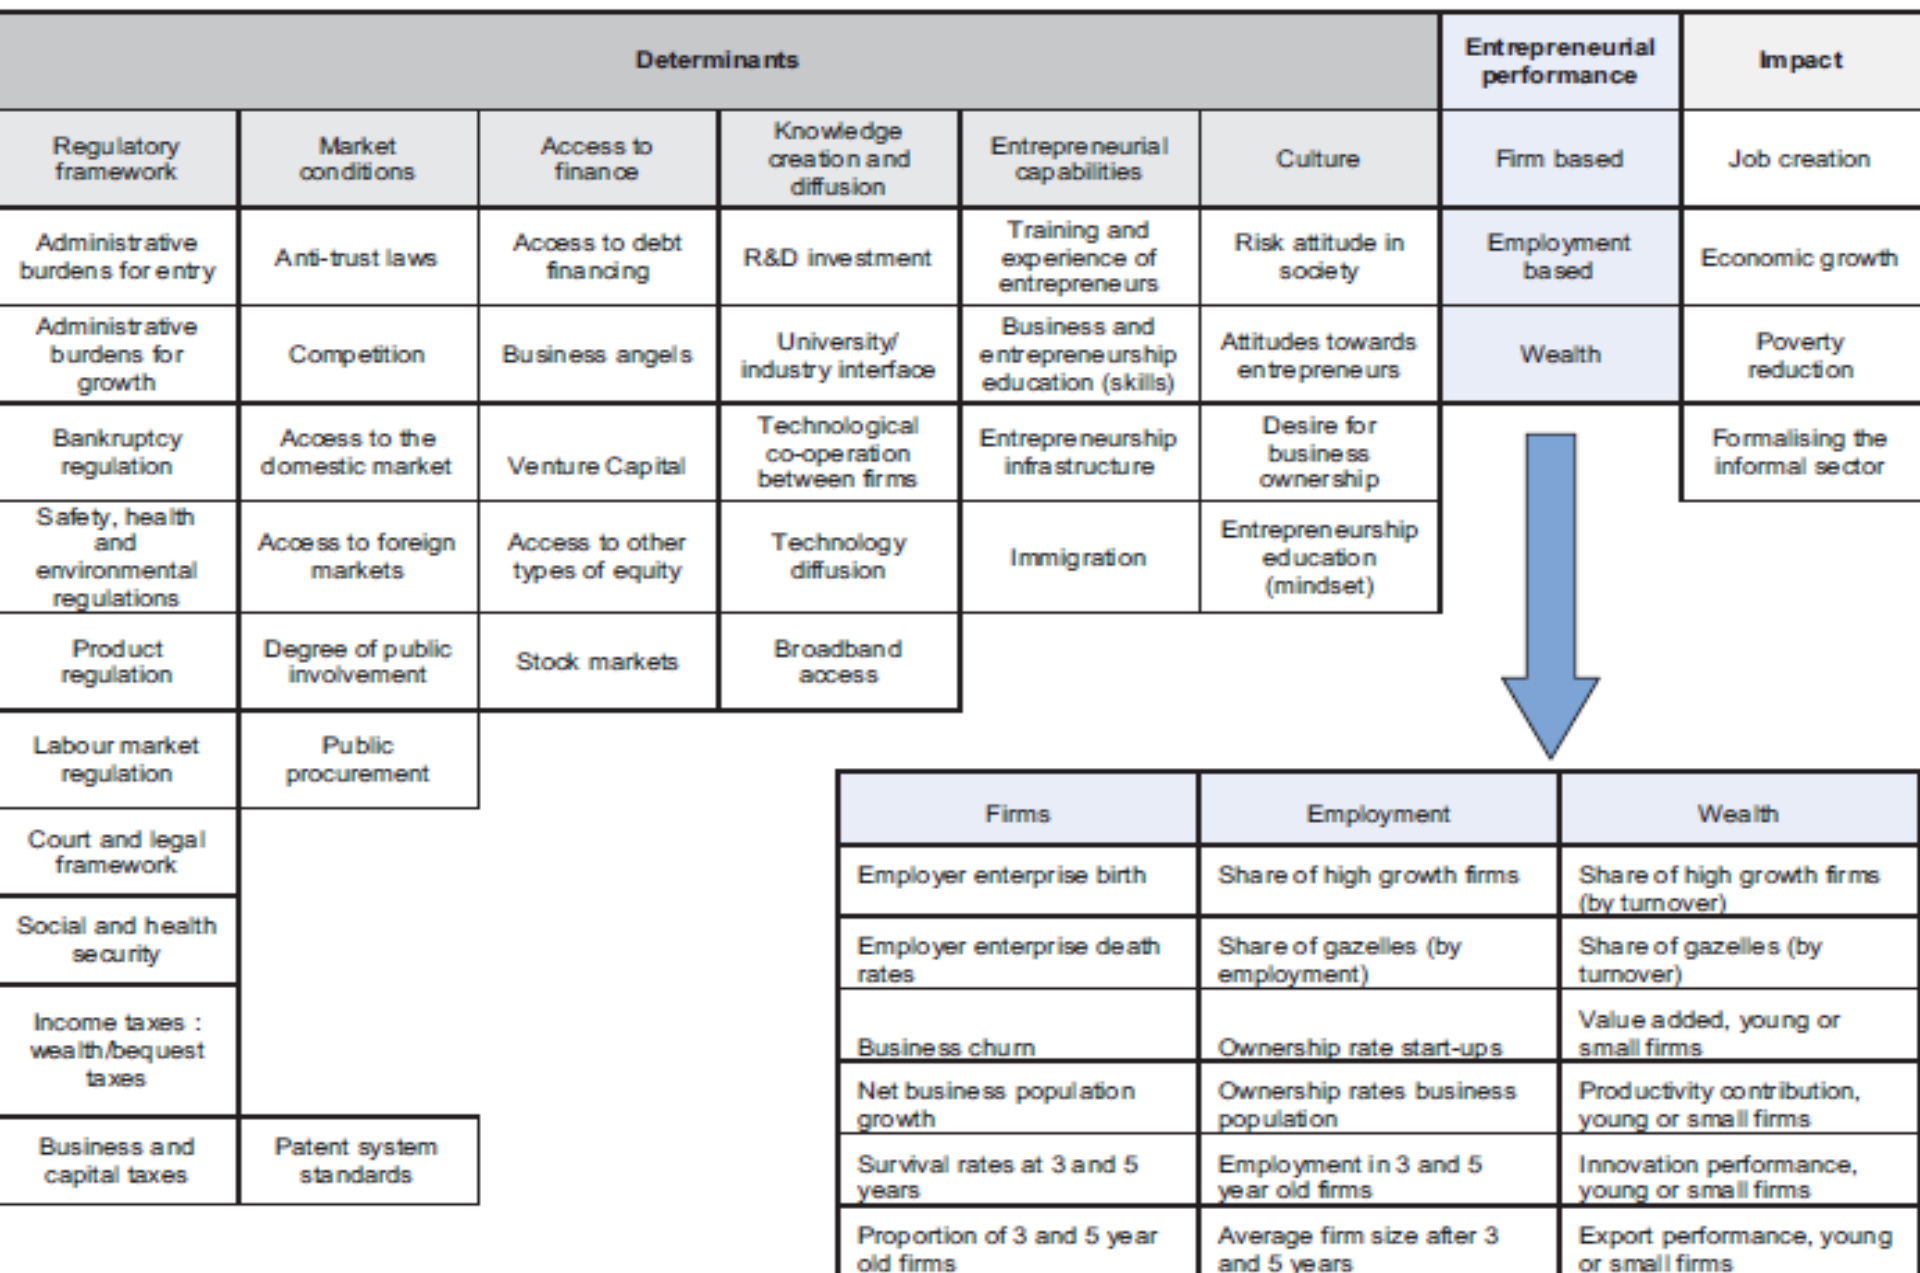 Determinants
Entrepreneurial
performance
Impact
Regulatory
framework
Market
conditions
Access to
finance
Knowledge
creation and
diffusion
Entrepreneurial
capabilities
Culture
Firm based
Job creation
Administrative
burdens for entry
Anti-trust laws
Access to debt
financing
R&D investment
Training and
experience of
entrepreneurs
Risk attitude in
society
Employment
based
Economic growth
Administrative
burdens for
growth
Competition
Business angels
University/
industry interface
Business and
entrepreneurship
education (skills)
Attitudes towards
entrepreneurs
Wealth
Poverty
reduction
Bankruptcy
regulation
Access to the
domestic market
Venture Capital
Technological
co-operation
between firms
Entrepreneurship
infrastructure
Desire for
business
ownership
Formalising the
informal sector
Safety, health
and
environmental
regulations
Access to foreign
markets
Access to other
types of equity
Technology
diffusion
Immigration
Entrepreneurship
education
(mindset)
Product
regulation
Degree of public
involvement
Stock markets
Broadband
access
Labour market
regulation
Public
procurement
Court and legal
framework
Social and health
security
Income taxes :
wealth/bequest
taxes
Business and
capital taxes
Patent system
standards
Firms
Employment
Wealth
Employer enterprise birth
Share of high growth firms
Share of high growth firms
(by turnover)
Employer enterprise death
rates
Share of gazelles (by
employment)
Share of gazelles (by
turnover)
Business churn
Ownership rate start-ups
Value added, young or
small firms
Net business population
growth
Ownership rates business
population
Productivity contribution,
young or small firms
Survival rates at 3 and 5
years
Employment in 3 and 5
year old firms
Innovation performance,
young or small firms
Proportion of 3 and 5 year
old firms
Average firm size after 3
and 5 years
Export performance, young
or small firms